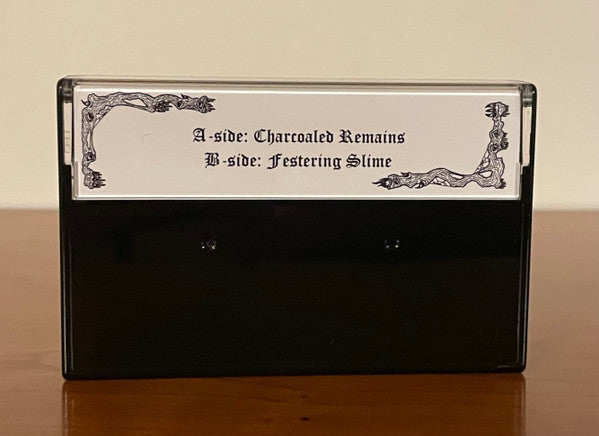 A-side: Charcoaled Remains
B-side: Festering Slime